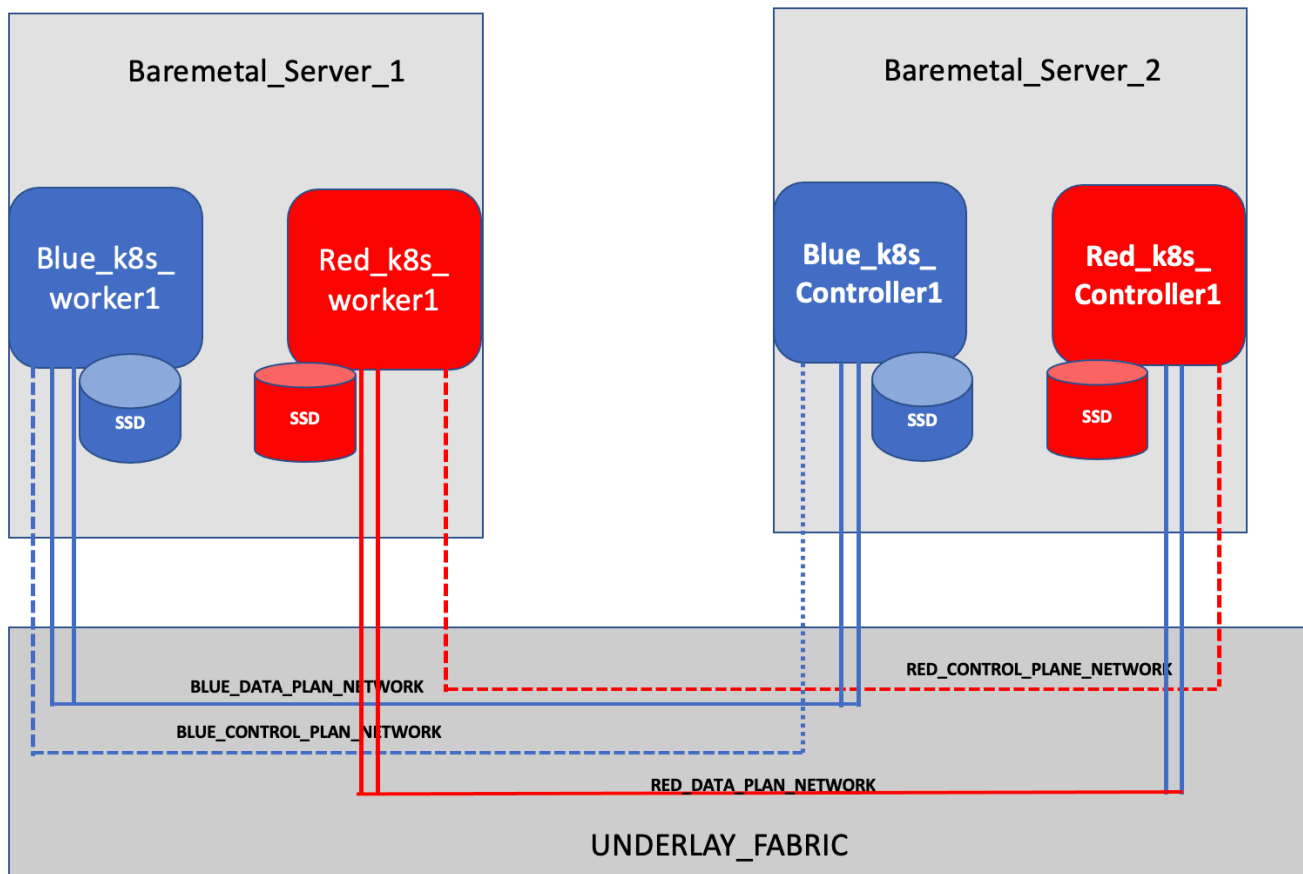 Baremetal_Server_1
Baremetal_Server_2
Blue_k8s_
worker1
Red_k8s_
worker1
Blue_k8s_
Controller1
Red_k8s_
Controller1
SSD
SSD
SSD
SSD
RED_CONTROL_PLANE_NETWORK
BLUE_DATA_PLAN_NETWORK
BLUE_CONTROL_PLAN_NETWORK
RED_DATA_PLAN_NETWORK
UNDERLAY_FABRIC